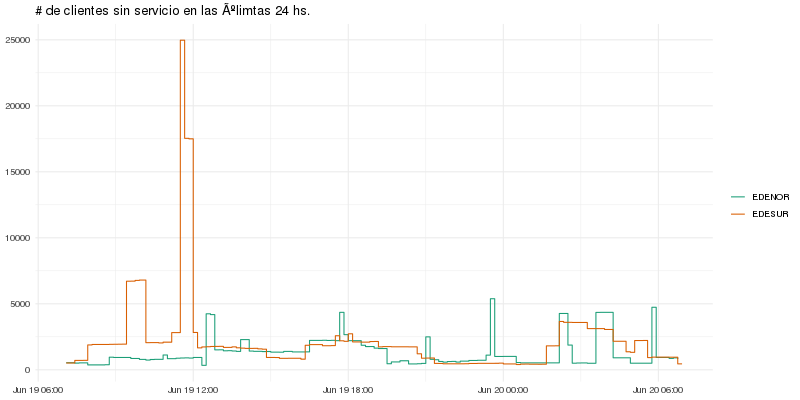 # de clientes sin servicio en las Ãºlimtas 24 hs.
25000
20000
15000
10000
5000
0
Jun 19 06:00
Jun 19 12:00
Jun 19 18:00
Jun 20 00:00
Jun 20 06:00
EDENOR
EDESUR